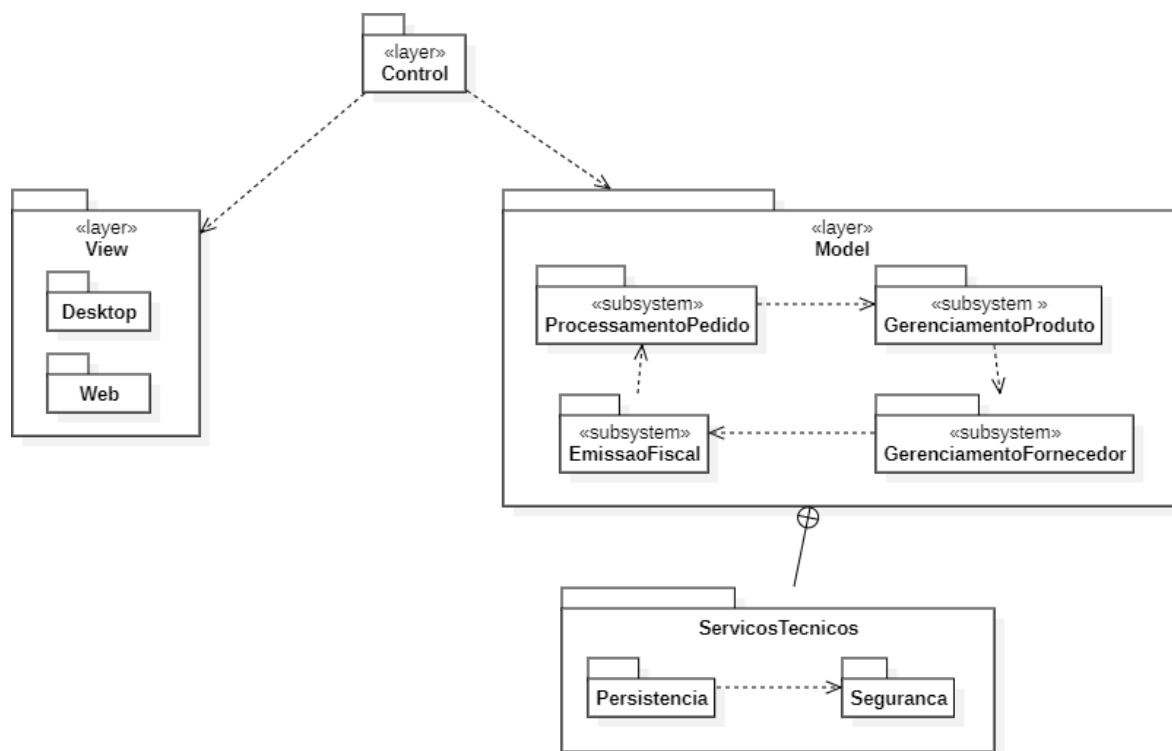 «layer»
Control
«layer»
View
Desktop
Web
«layer»
Model
«subsystem»
ProcessamentoPedido
«subsystem »
GerenciamentoProduto
«subsystem»
EmissaoFiscal
«subsystem»
GerenciamentoFornecedor
ServicosTecnicos
Persistencia
Seguranca